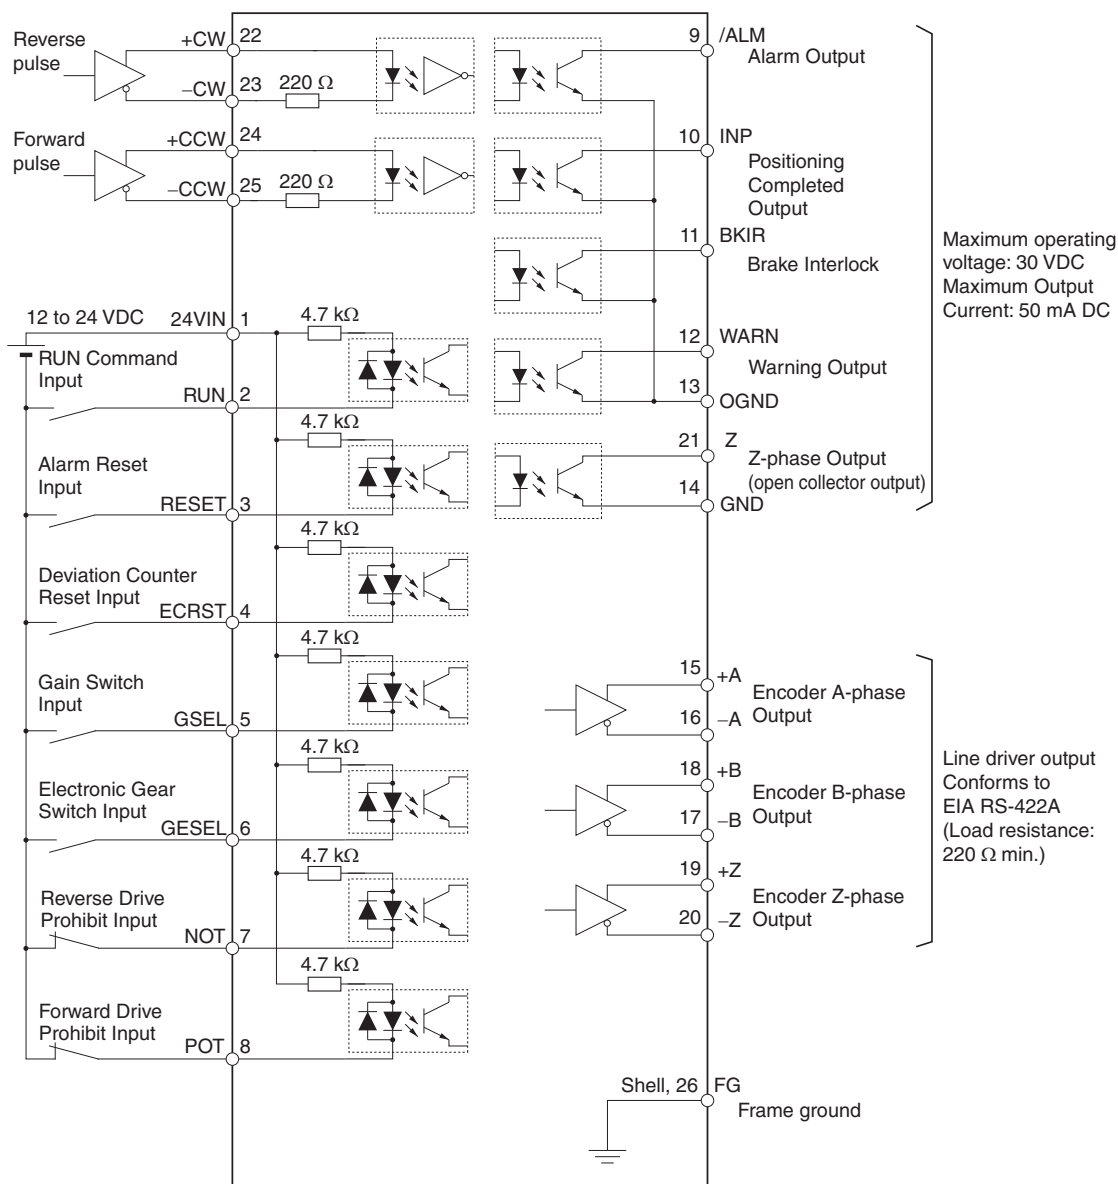 Reverse
pulse
+CW 22
−CW 23
220 Ω
Forward
pulse
+CCW 24
−CCW 25
220 Ω
12 to 24 VDC
24VIN 1
4.7 kΩ
RUN Command
Input
RUN 2
4.7 kΩ
Alarm Reset
Input
RESET 3
4.7 kΩ
Deviation Counter
Reset Input
ECRST 4
4.7 kΩ
Gain Switch
Input
GSEL 5
4.7 kΩ
Electronic Gear
Switch Input
GESEL 6
4.7 kΩ
Reverse Drive
Prohibit Input
NOT 7
4.7 kΩ
Forward Drive
Prohibit Input
POT 8
9 /ALM
Alarm Output
10 INP
Positioning
Completed
Output
11 BKIR
Brake Interlock
12 WARN
Warning Output
13 OGND
21 Z
Z-phase Output
(open collector output)
14 GND
Maximum operating
voltage: 30 VDC
Maximum Output
Current: 50 mA DC
15 +A
Encoder A-phase
Output
16 −A
18 +B
Encoder B-phase
Output
17 −B
19 +Z
Encoder Z-phase
Output
20 −Z
Line driver output
Conforms to
EIA RS-422A
(Load resistance:
220 Ω min.)
Shell, 26 FG
Frame ground